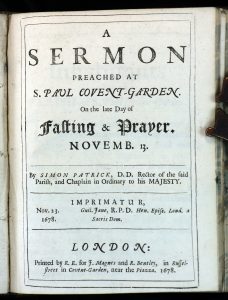 A
SERMON
PREACHED AT
S. PAUL COVENT-GARDEN.
On the late Day of
Fasting & Prayer.
NOVEMB. 13.
By SIMON PATRICK, D. D. Rector of the said
Parish, and Chaplain in Ordinary to his MAJESTY.
IMPRIMATUR,
Nov. 23. Guil. Jane, R. P. D. Hen. Episc. Lond. a
1678. Sacris Dom.
LONDON:
Printed by R. E. for J. Magnes and R. Bentley, in Russel-
street in Covent-Garden, near the Piazza. 1678.